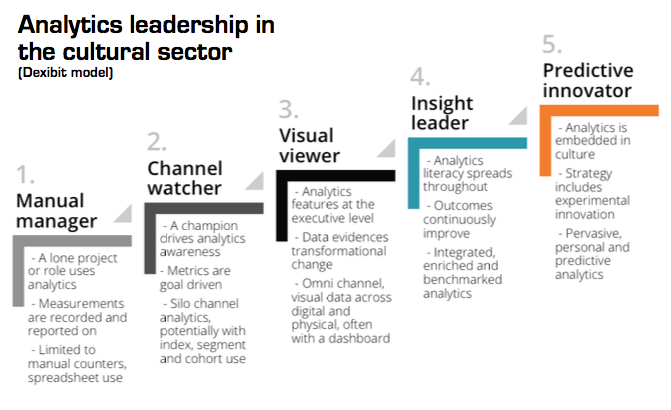 Analytics leadership in
the cultural sector
(Dexibit model)
1.
Manual
manager
- A lone project
or role uses
analytics
- Measurements
are recorded and
reported on
- Limited to
manual counters,
spreadsheet use
2.
Channel
watcher
- A champion
drives analytics
awareness
- Metrics are
goal driven
- Silo channel
analytics,
potentially with
index, segment
and cohort use
3.
Visual
viewer
- Analytics
features at the
executive level
- Data evidences
transformational
change
- Omni channel,
visual data across
digital and
physical, often
with a dashboard
4.
Insight
leader
- Analytics
literacy spreads
throughout
- Outcomes
continuously
improve
- Integrated,
enriched and
benchmarked
analytics
5.
Predictive
innovator
- Analytics is
embedded in
culture
- Strategy
includes
experimental
innovation
- Pervasive,
personal and
predictive
analytics